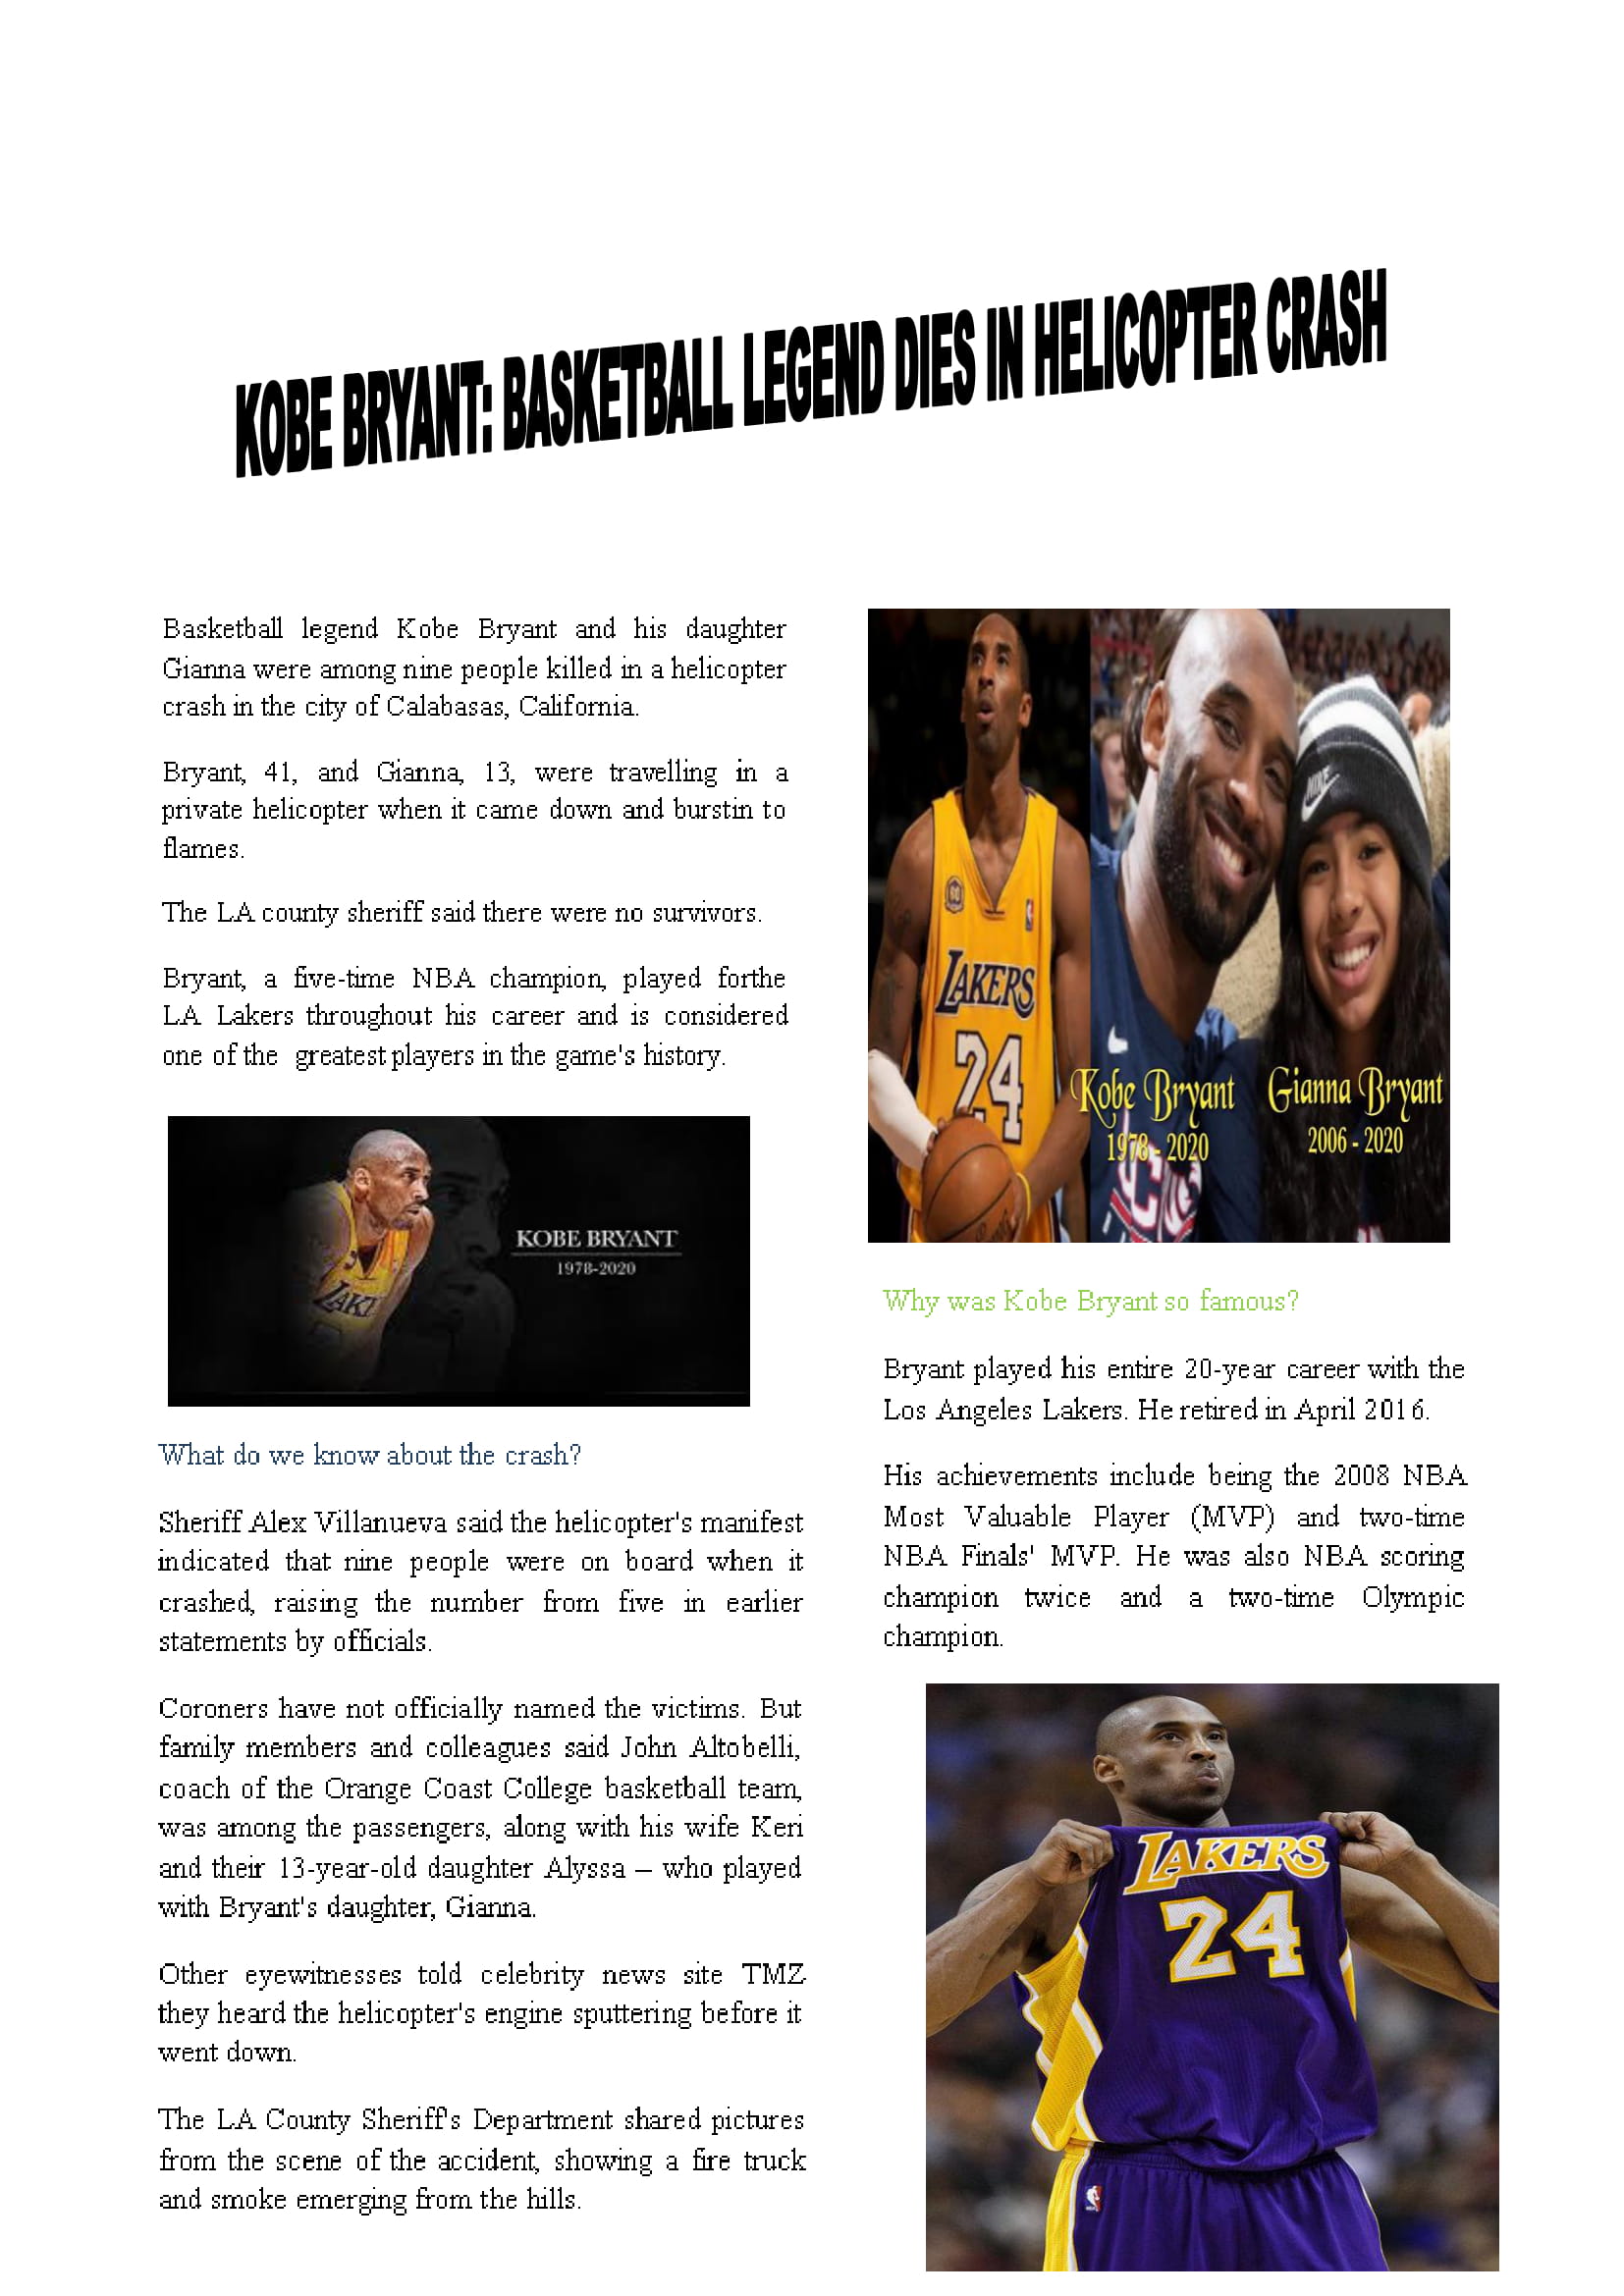 KOBE BRYANT: BASKETBALL LEGEND DIES IN HELICOPTER CRASH
Basketball legend Kobe Bryant and his daughter
Gianna were among nine people killed in a helicopter
crash in the city of Calabasas, California.
Bryant, 41, and Gianna, 13, were travelling in a
private helicopter when it came down and burstin to
flames.
The LA county sheriff said there were no survivors.
Bryant, a five-time NBA champion, played forthe
LA Lakers throughout his career and is considered
one of the greatest players in the game's history.
KOBE BRYANT
1978-2020
What do we know about the crash?
Sheriff Alex Villanueva said the helicopter's manifest
indicated that nine people were on board when it
crashed, raising the number from five in earlier
statements by officials.
Coroners have not officially named the victims. But
family members and colleagues said John Altobelli,
coach of the Orange Coast College basketball team,
was among the passengers, along with his wife Keri
and their 13-year-old daughter Alyssa – who played
with Bryant's daughter, Gianna.
Other eyewitnesses told celebrity news site TMZ
they heard the helicopter's engine sputtering before it
went down.
The LA County Sheriff's Department shared pictures
from the scene of the accident, showing a fire truck
and smoke emerging from the hills.
NIKE
LAKERS
24
Kobe Bryant
1978 - 2020
Gianna Bryant
2006 - 2020
Why was Kobe Bryant so famous?
Bryant played his entire 20-year career with the
Los Angeles Lakers. He retired in April 2016.
His achievements include being the 2008 NBA
Most Valuable Player (MVP) and two-time
NBA Finals' MVP. He was also NBA scoring
champion twice and a two-time Olympic
champion.
LAKERS
24